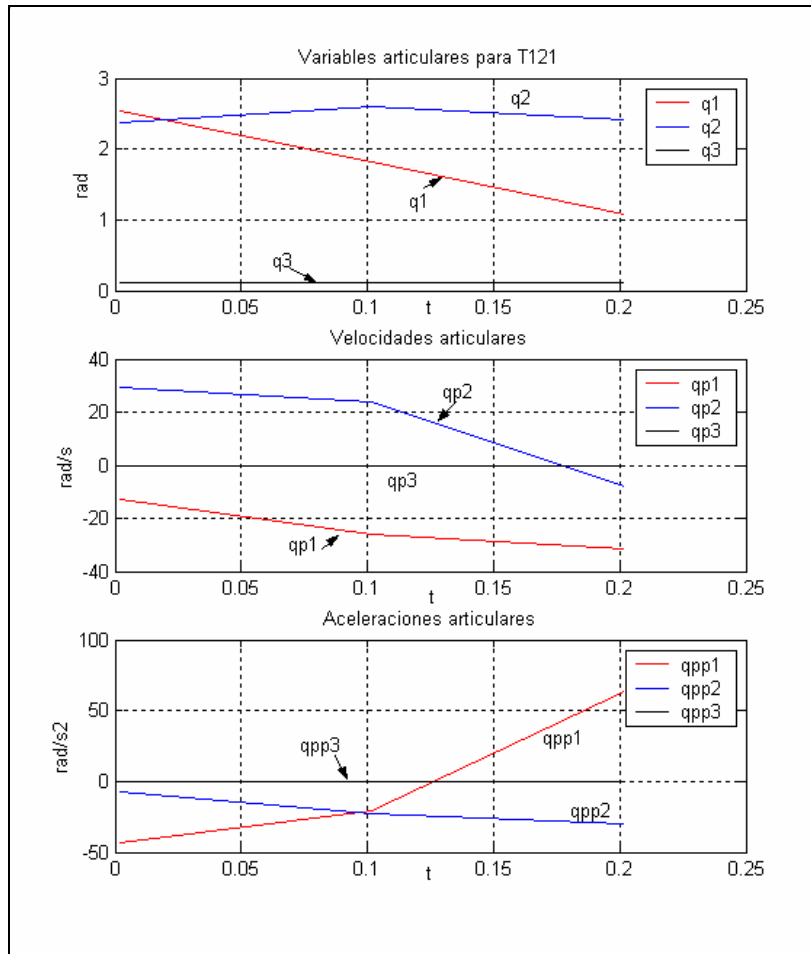 Variables articulares para T121
3
2
1
0
rad
q2
q1
q3
q1
q2
q3
0
0.05
0.1
t
0.15
0.2
0.25
Velocidades articulares
40
20
0
-20
-40
rad/s
qp2
qp3
qp1
qp1
qp2
qp3
0
0.05
0.1
t
0.15
0.2
0.25
Aceleraciones articulares
100
50
0
-50
rad/s2
qpp3
qpp1
qpp2
qpp1
qpp2
qpp3
0
0.05
0.1
t
0.15
0.2
0.25